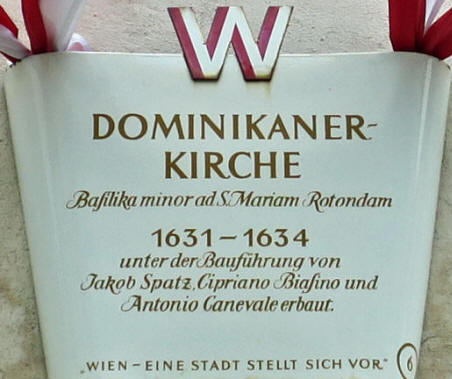 W
DOMINIKANER-
KIRCHE
Baſilika minor ad S. Mariam Rotondam
1631 – 1634
unter der Bauführung von
Jakob Spatz, Cipriano Biaſino und
Antonio Canevale erbaut.
„WIEN – EINE STADT STELLT SICH VOR“
6